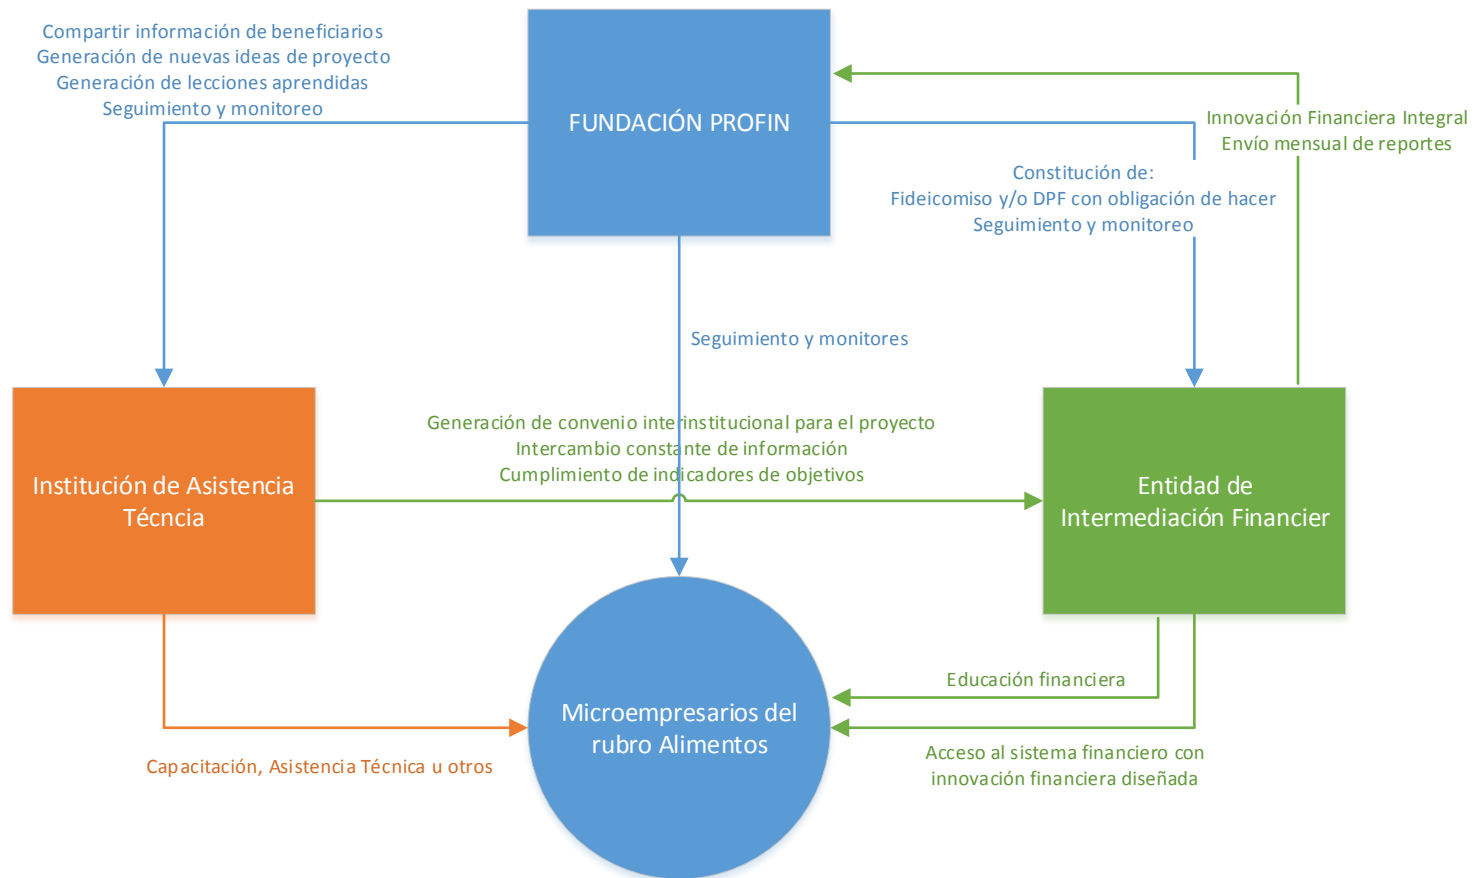 Compartir información de beneficiarios
Generación de nuevas ideas de proyecto
Generación de lecciones aprendidas
Seguimiento y monitoreo
FUNDACIÓN PROFIN
Innovación Financiera Integral
Envío mensual de reportes
Constitución de:
Fideicomiso y/o DPF con obligación de hacer
Seguimiento y monitoreo
Seguimiento y monitores
Generación de convenio interinstitucional para el proyecto
Intercambio constante de información
Cumplimiento de indicadores de objetivos
Institución de Asistencia
Técncia
Entidad de
Intermediación Financier
Educación financiera
Microempresarios del
rubro Alimentos
Capacitación, Asistencia Técnica u otros
Acceso al sistema financiero con
innovación financiera diseñada